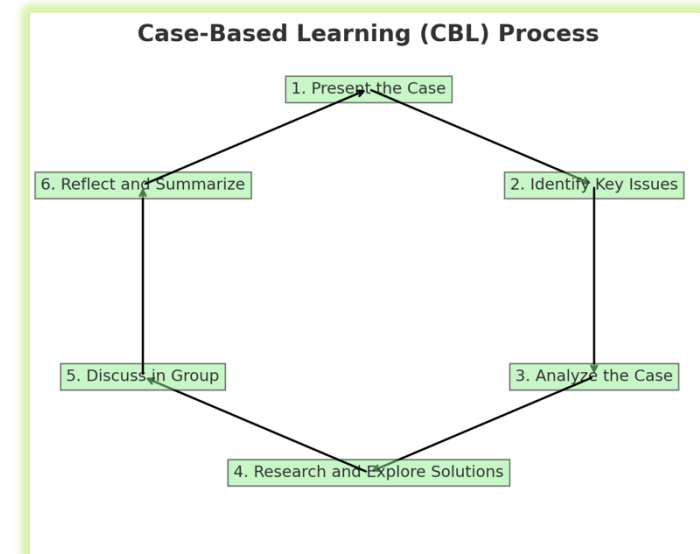 Case-Based Learning (CBL) Process
1. Present the Case
6. Reflect and Summarize
2. Identify Key Issues
5. Discuss in Group
3. Analyze the Case
4. Research and Explore Solutions